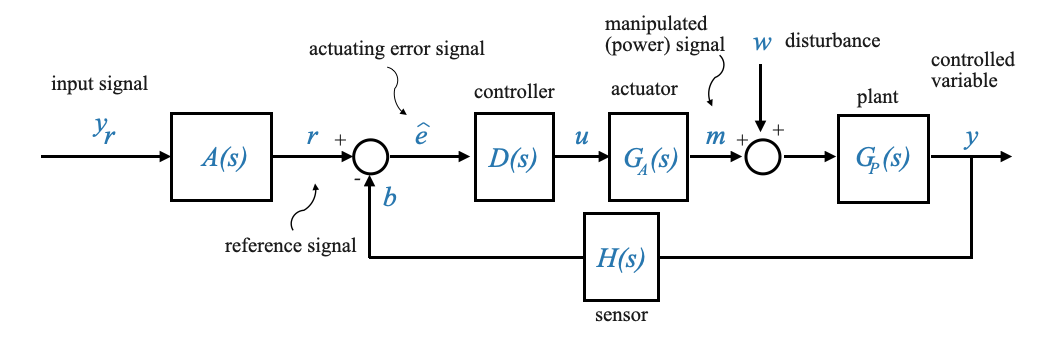 manipulated
(power) signal
w disturbance
actuating error signal
controlled
variable
input signal
controller
actuator
plant
y_r
A(s)
r
+
-
ê
D(s)
u
G_A(s)
m
+
+
G_P(s)
y
b
reference signal
H(s)
sensor